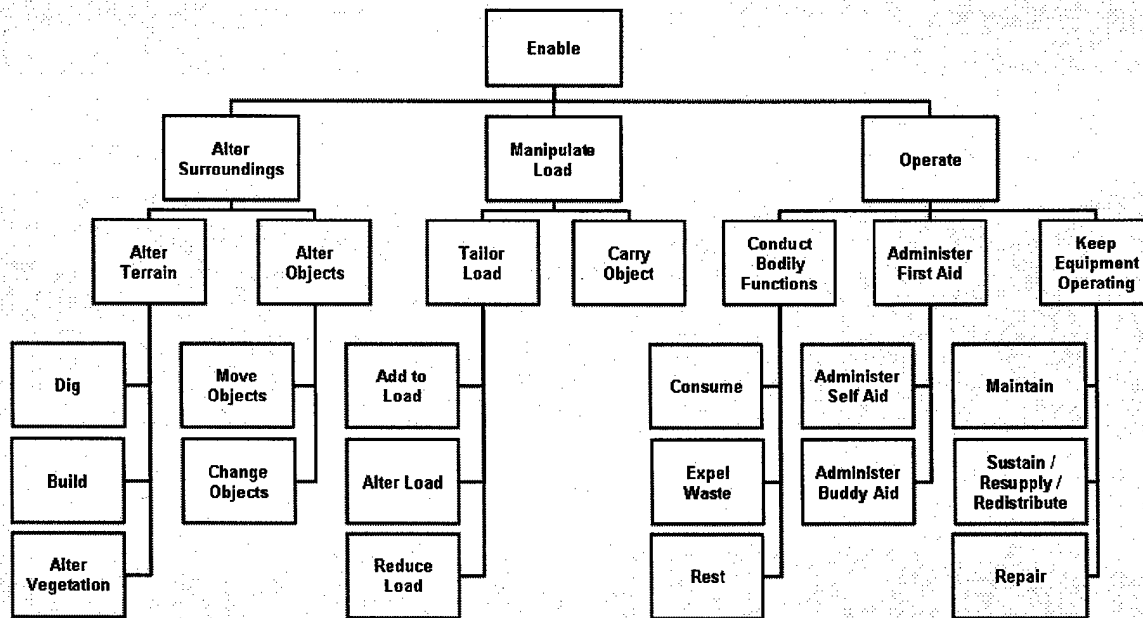 Enable
Alter
Surroundings
Manipulate
Load
Operate
Alter
Terrain
Alter
Objects
Tailor
Load
Carry
Object
Conduct
Bodily
Functions
Administer
First Aid
Keep
Equipment
Operating
Dig
Move
Objects
Add to
Load
Consume
Administer
Self Aid
Maintain
Build
Change
Objects
Alter Load
Expel
Waste
Administer
Buddy Aid
Sustain /
Resupply /
Redistribute
Alter
Vegetation
Reduce
Load
Rest
Repair